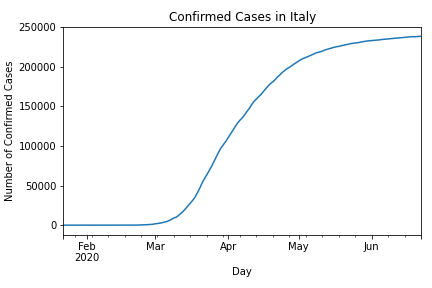 Confirmed Cases in Italy
Number of Confirmed Cases
250000
200000
150000
100000
50000
0
Feb
2020
Mar
Apr
May
Jun
Day